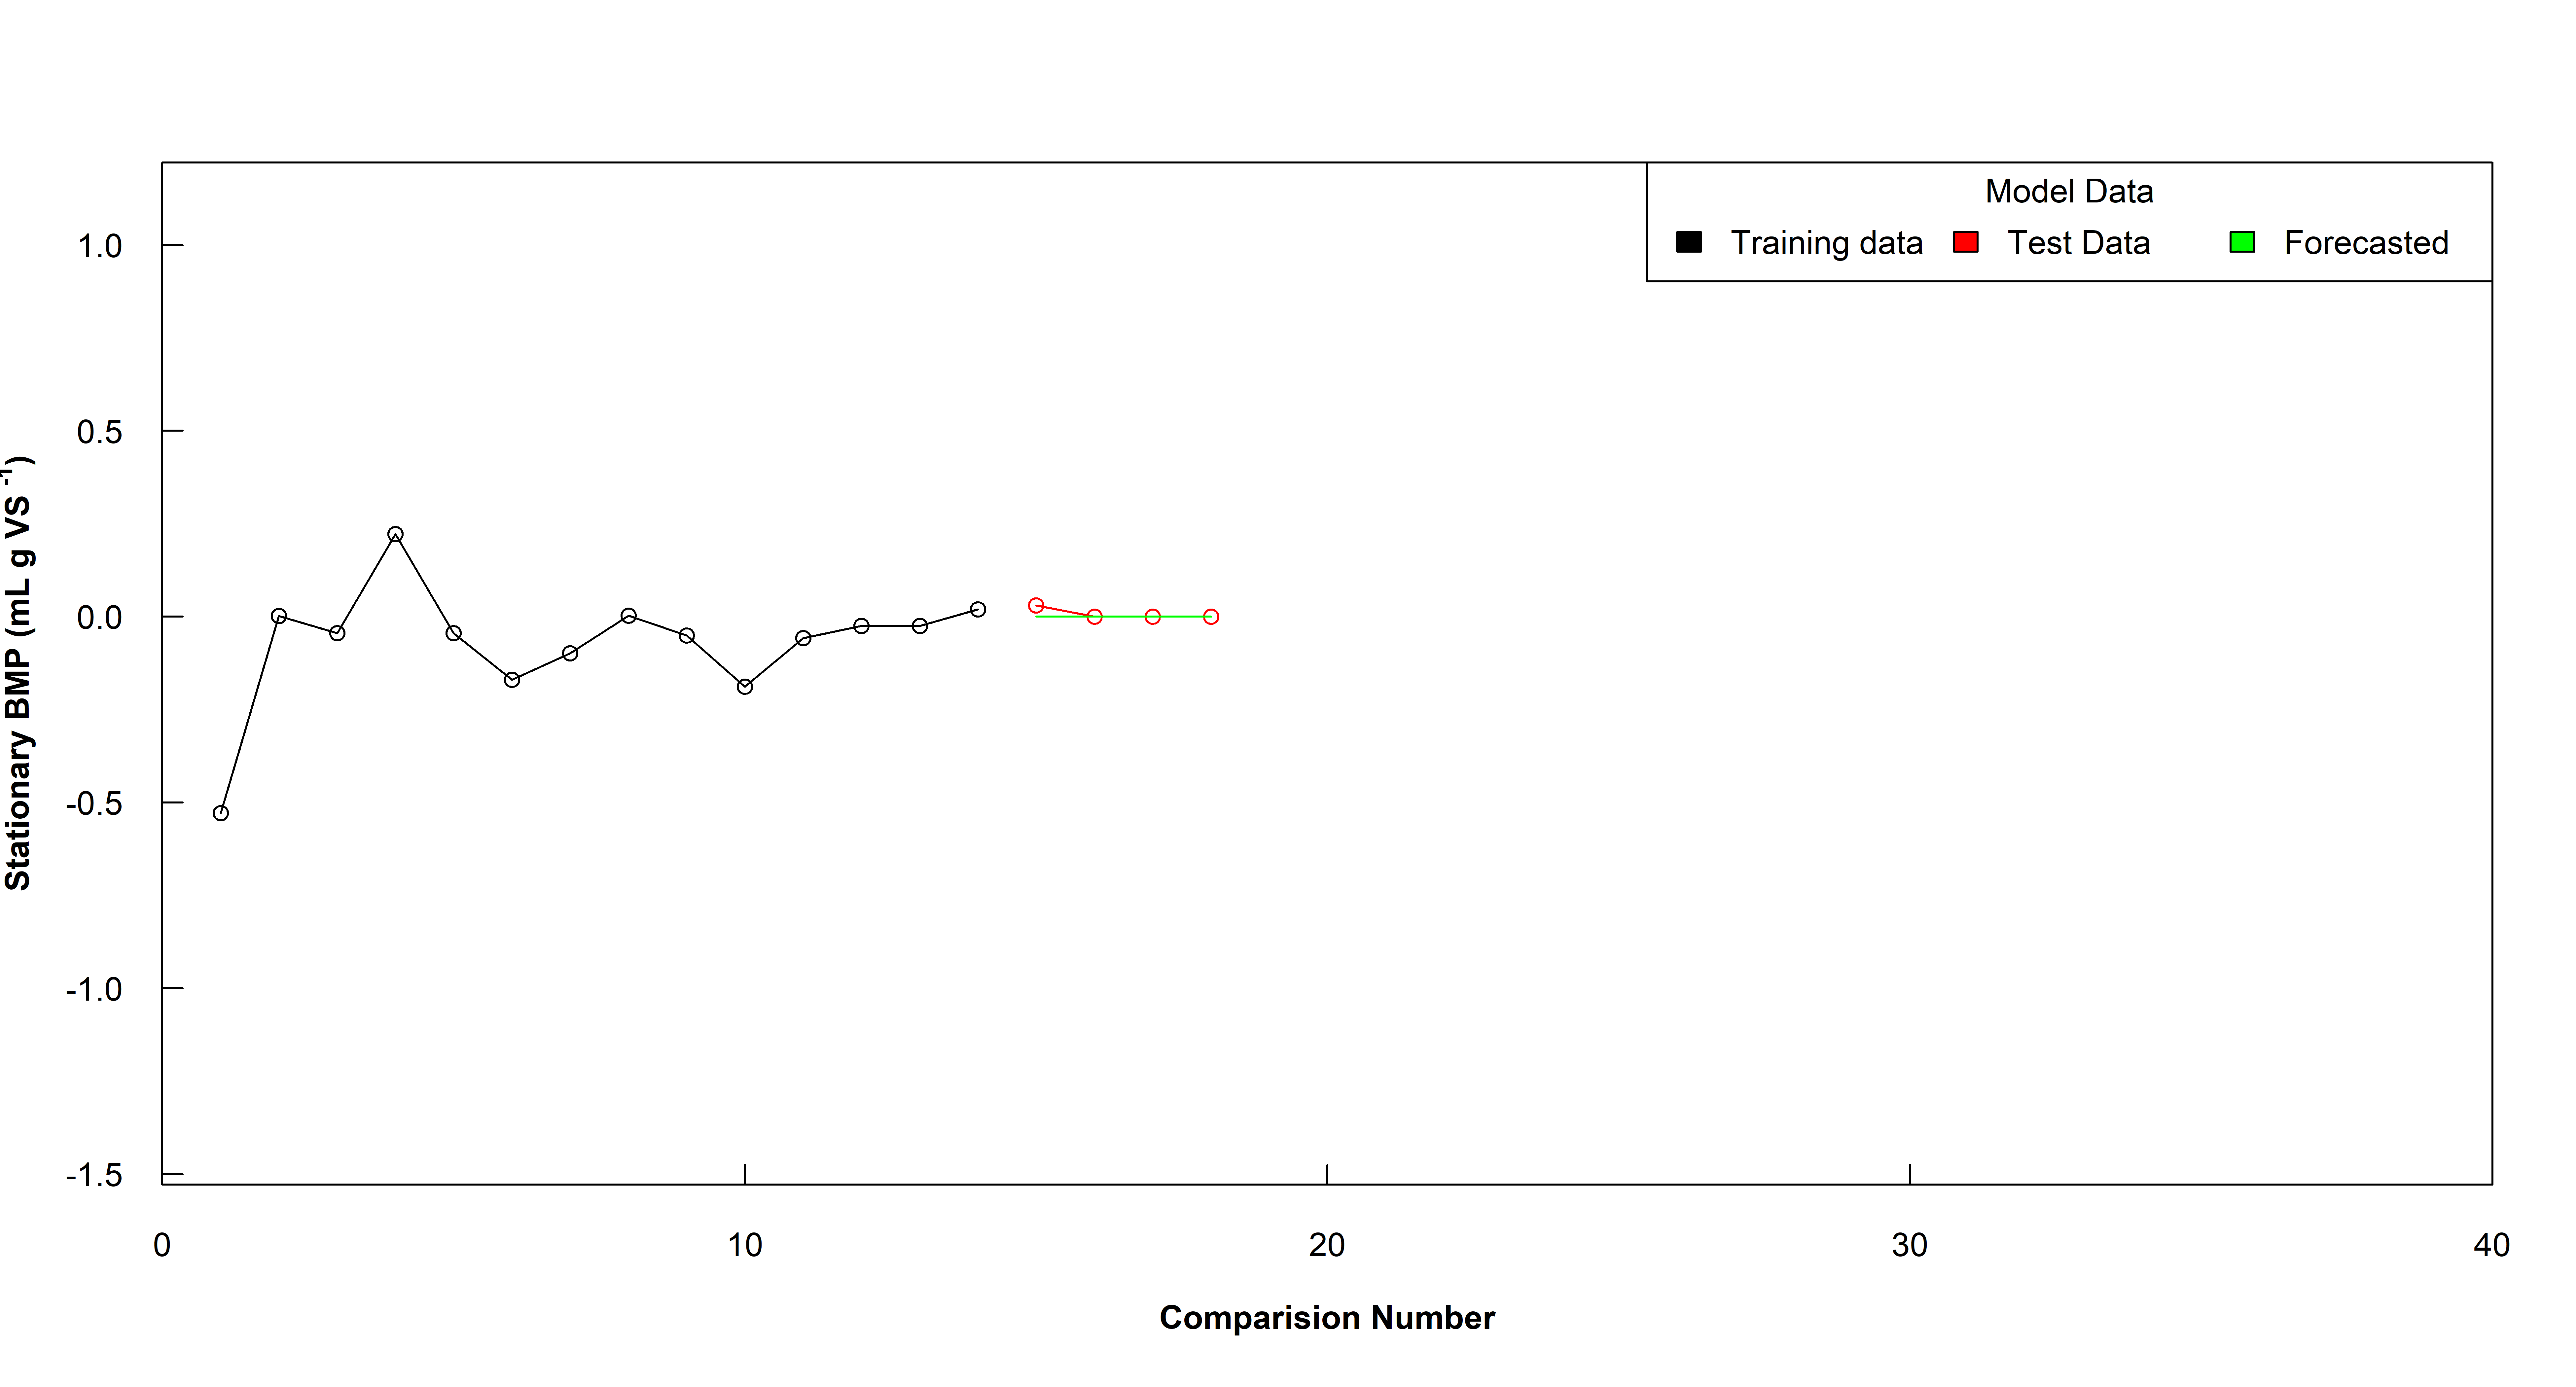 Model Data
Training data Test Data Forecasted
1.0
0.5
0.0
-0.5
-1.0
-1.5
Stationary BMP (mL g VS -1)
0 10 20 30 40
Comparision Number